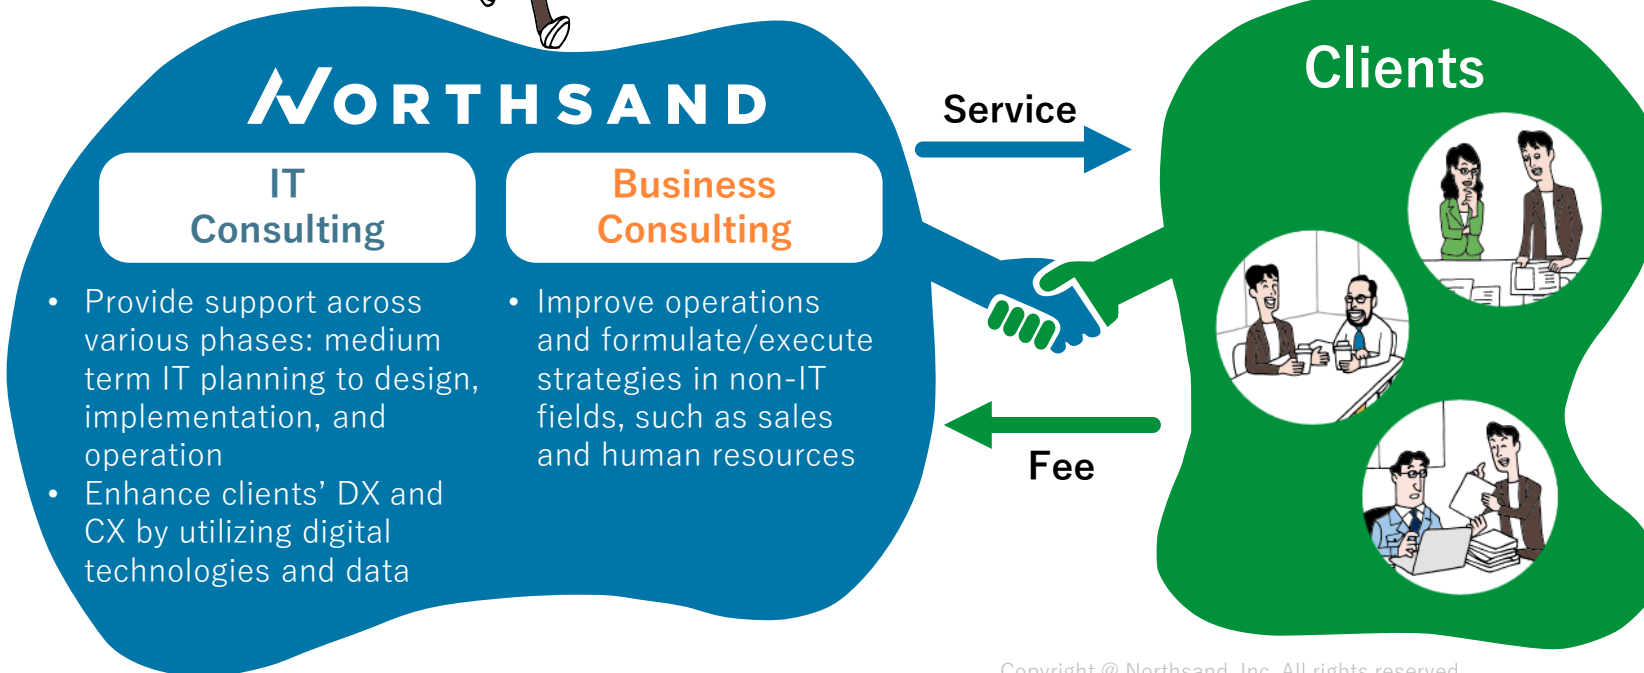 NORTHSAND
IT
Consulting
• Provide support across
various phases: medium
term IT planning to design,
implementation, and
operation
• Enhance clients’ DX and
CX by utilizing digital
technologies and data
Business
Consulting
• Improve operations
and formulate/execute
strategies in non-IT
fields, such as sales
and human resources
Service
Fee
Clients
Copyright @ Northsand, Inc. All rights reserved